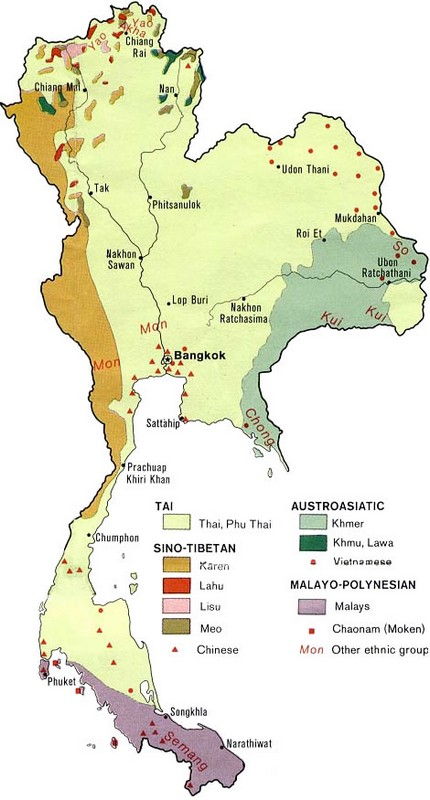 Yao
Yao
Akha
Chiang
Rai
Chiang Mai
Nan
Udon Thani
Tak
Phitsanulok
Mukdahan
Roi Et
So
Nakhon
Sawan
Ubon
Ratchathani
Lop Buri
Nakhon
Ratchasima
Kui
Kui
Mon
Mon
Bangkok
Sattahip
Chong
Prachuap
Khiri Khan
Chumphon
Phuket
Songkhla
Narathiwat
Semang
TAI
Thai, Phu Thai
SINO-TIBETAN
Karen
Lahu
Lisu
Meo
Chinese
AUSTROASIATIC
Khmer
Khmu, Lawa
Vietnamese
MALAYO-POLYNESIAN
Malays
Chaonam (Moken)
Mon Other ethnic group